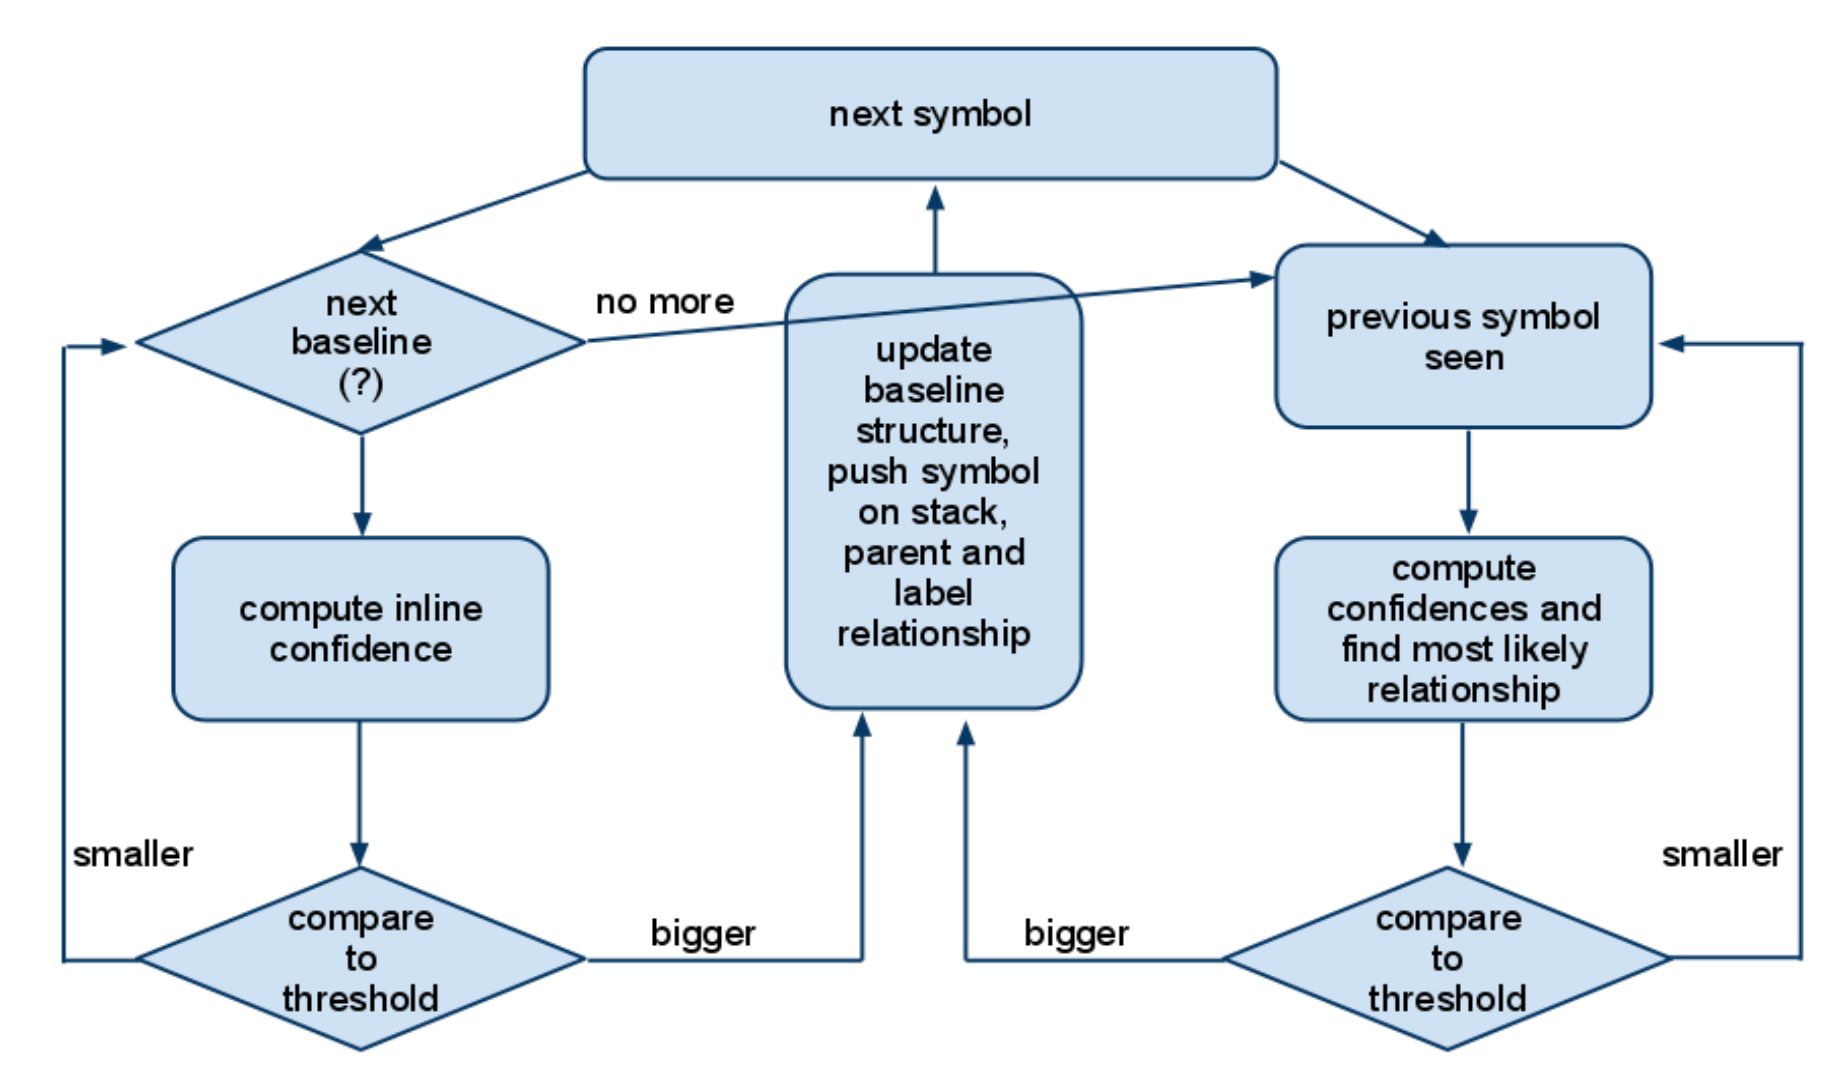 next symbol
next
baseline
(?)
no more
previous symbol
seen
update
baseline
structure,
push symbol
on stack,
parent and
label
relationship
compute inline
confidence
compute
confidences and
find most likely
relationship
smaller
smaller
compare
to
threshold
bigger
bigger
compare
to
threshold